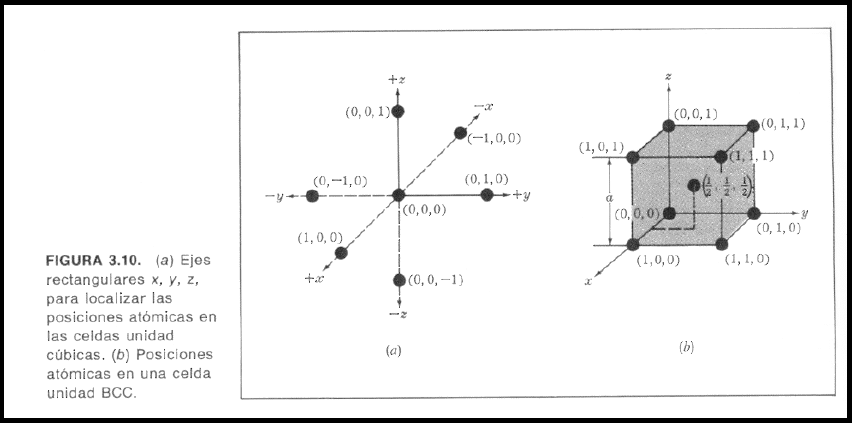 FIGURA 3.10. (a) Ejes
rectangulares x, y, z,
para localizar las
posiciones atómicas en
las celdas unidad
cúbicas. (b) Posiciones
atómicas en una celda
unidad BCC.
+z
(0, 0, 1)
−x
(−1, 0, 0)
−y
(0, −1, 0)
(0, 1, 0)
+y
(0, 0, 0)
(1, 0, 0)
+x
(0, 0, −1)
−z
(a)
z
(0, 0, 1)
(0, 1, 1)
(1, 0, 1)
(1, 1, 1)
a
(1/2, 1/2, 1/2)
(0, 0, 0)
y
(0, 1, 0)
(1, 0, 0)
(1, 1, 0)
x
(b)